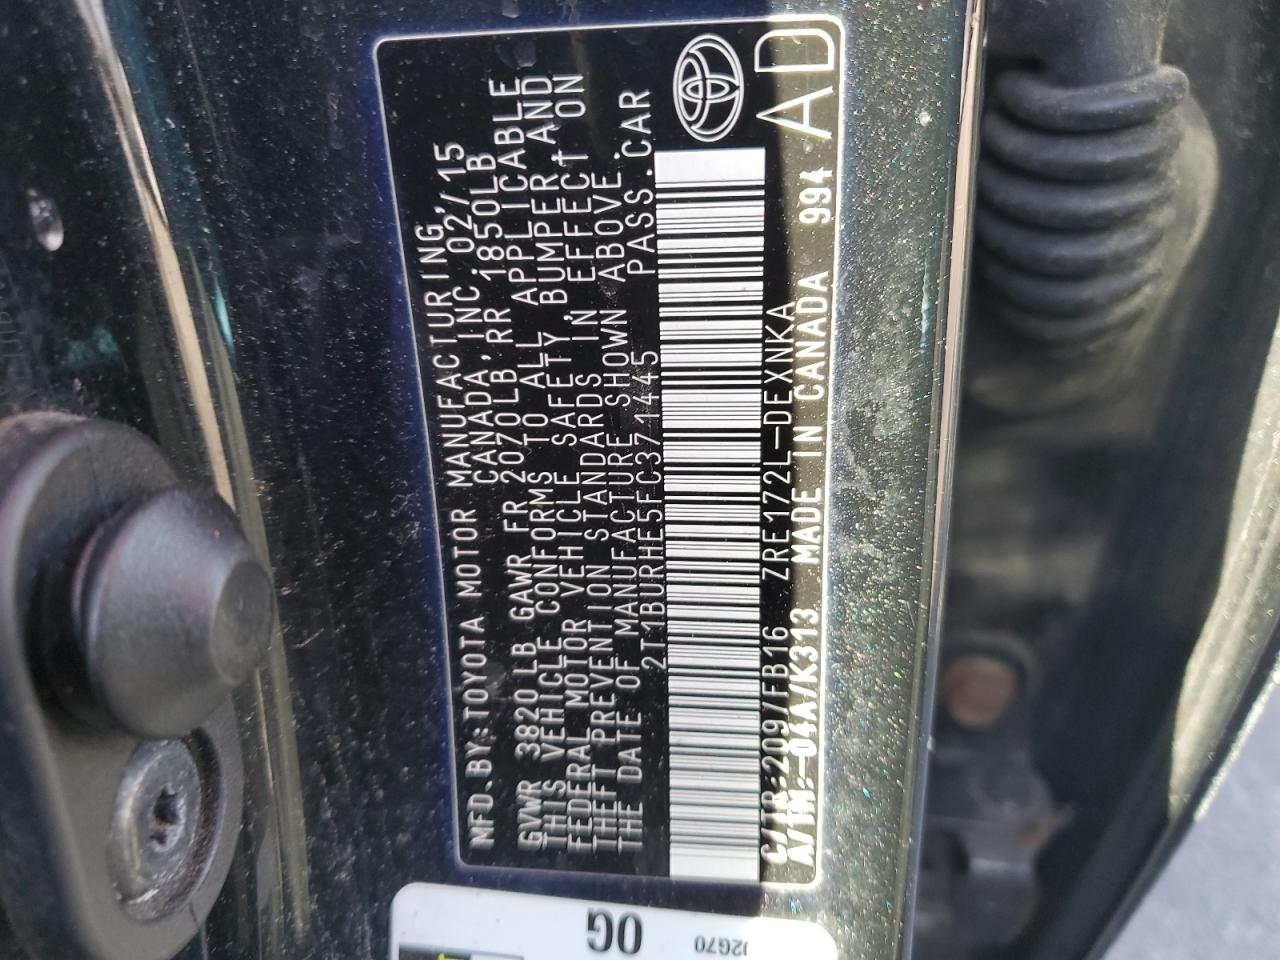 MFD.BY:TOYOTA MOTOR MANUFACTURING,
CANADA,INC.02/15
GVWR 3820LB GAWR FR 2070LB,RR 1850LB
THIS VEHICLE CONFORMS TO ALL APPLICABLE
FEDERAL MOTOR VEHICLE SAFETY,BUMPER,AND
THEFT PREVENTION STANDARDS IN EFFECT ON
THE DATE OF MANUFACTURE SHOWN ABOVE.
2T1BURHE5FC371445 PASS.CAR
C/TR:209/FB16 ZRE172L-DEXNKA
A/TM:-04A/K313 MADE IN CANADA 994
AD
0G